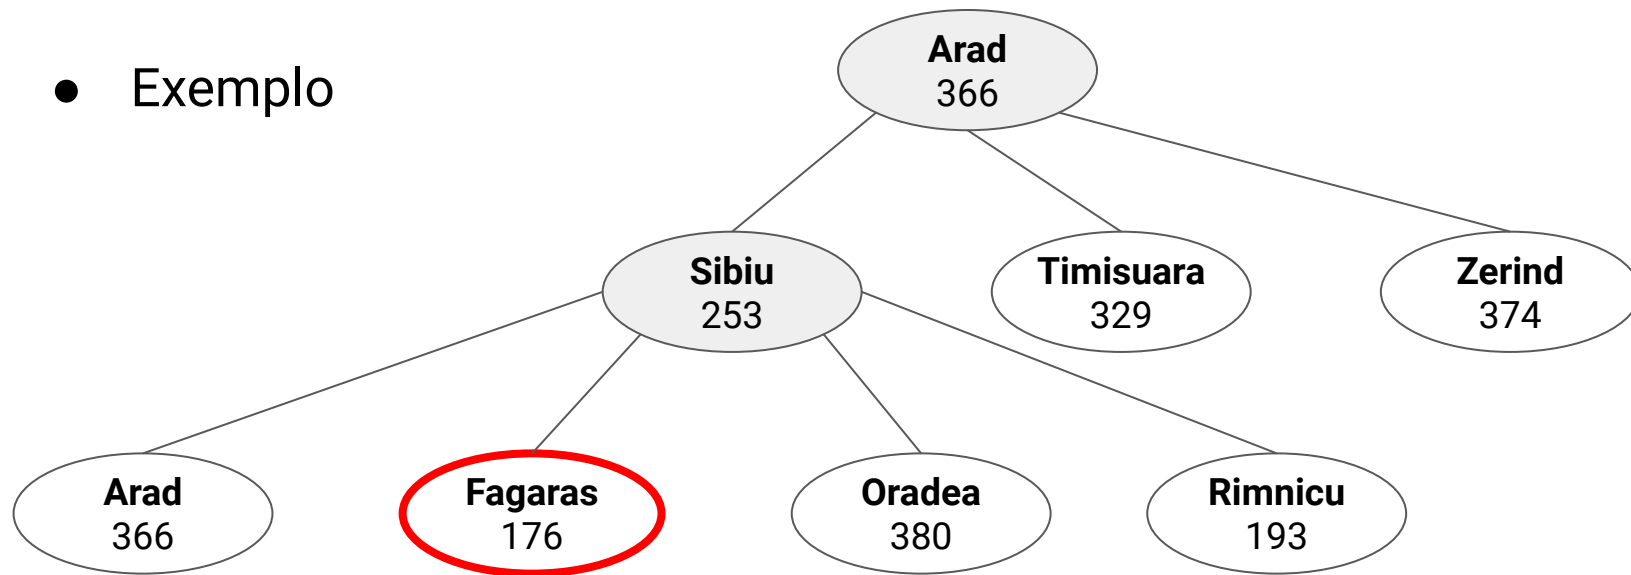 ● Exemplo
Arad
366
Sibiu
253
Timisuara
329
Zerind
374
Arad
366
Fagaras
176
Oradea
380
Rimnicu
193